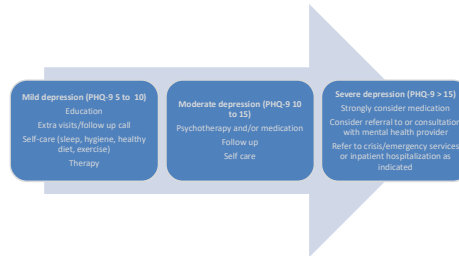 Mild depression (PHQ-9 5 to 10)
Education
Extra visits/follow up call
Self-care (sleep, hygiene, healthy
diet, exercise)
Therapy
Moderate depression (PHQ-9 10
to 15)
Psychotherapy and/or medication
Follow up
Self care
Severe depression (PHQ-9 > 15)
Strongly consider medication
Consider referral to or consultation
with mental health provider
Refer to crisis/emergency services
or inpatient hospitalization as
indicated